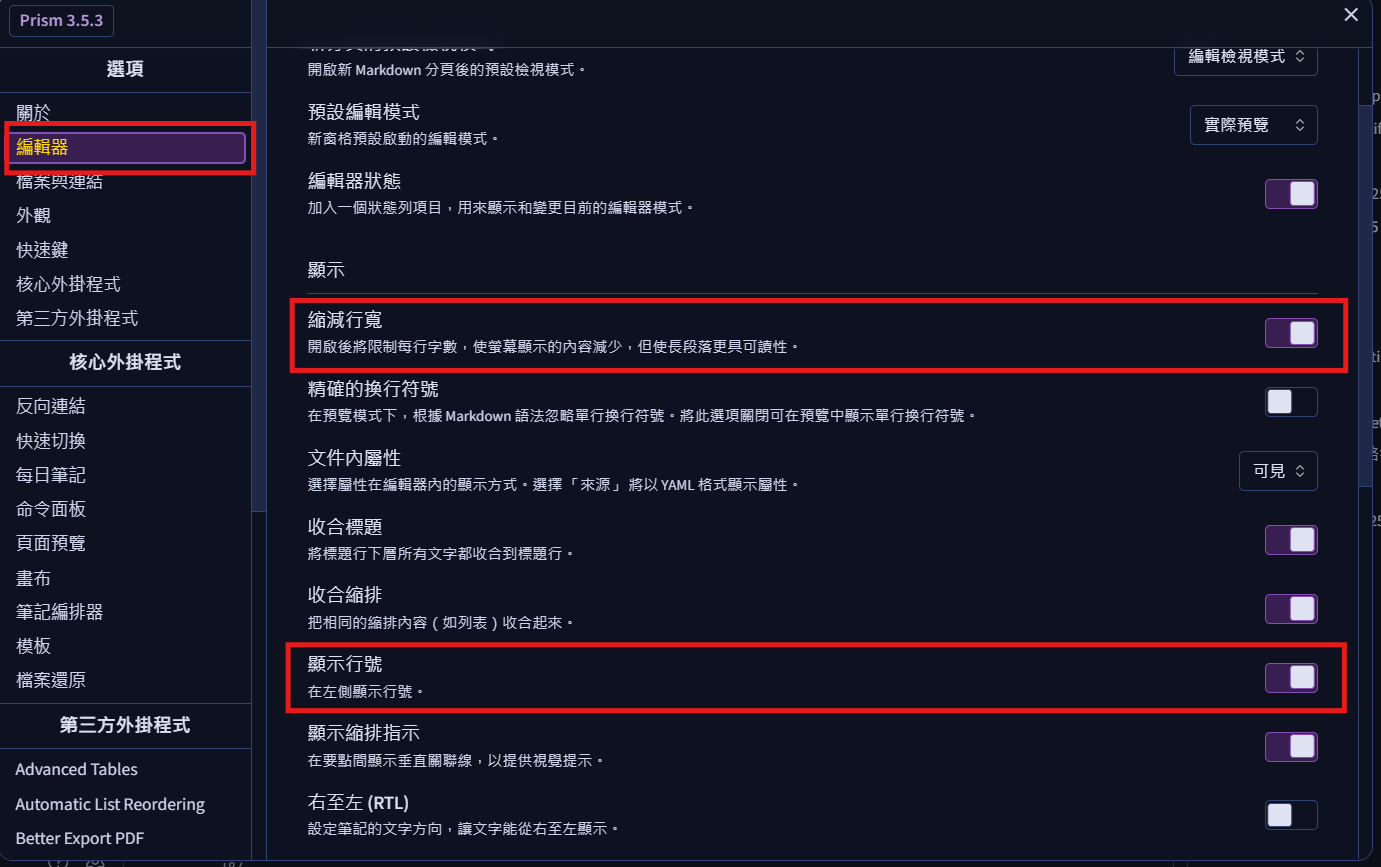 Prism 3.5.3
選項
關於
編輯器
檔案與連結
外觀
快速鍵
核心外掛程式
第三方外掛程式
核心外掛程式
反向連結
快速切換
每日筆記
命令面板
頁面預覽
畫布
筆記編排器
模板
檔案還原
第三方外掛程式
Advanced Tables
Automatic List Reordering
Better Export PDF
開啟新 Markdown 分頁後的預設檢視模式。
編輯檢視模式
預設編輯模式
新窗格預設啟動的編輯模式。
實際預覽
編輯器狀態
加入一個狀態列項目，用來顯示和變更目前的編輯器模式。
顯示
縮減行寬
開啟後將限制每行字數，使螢幕顯示的內容減少，但使長段落更具可讀性。
精確的換行符號
在預覽模式下，根據 Markdown 語法忽略單行換行符號。將此選項關閉可在預覽中顯示單行換行符號。
文件內屬性
選擇屬性在編輯器內的顯示方式。選擇「來源」將以 YAML 格式顯示屬性。
可見
收合標題
將標題行下層所有文字都收合到標題行。
收合縮排
把相同的縮排內容（如列表）收合起來。
顯示行號
在左側顯示行號。
顯示縮排指示
在要點間顯示垂直關聯線，以提供視覺提示。
右至左 (RTL)
設定筆記的文字方向，讓文字能從右至左顯示。